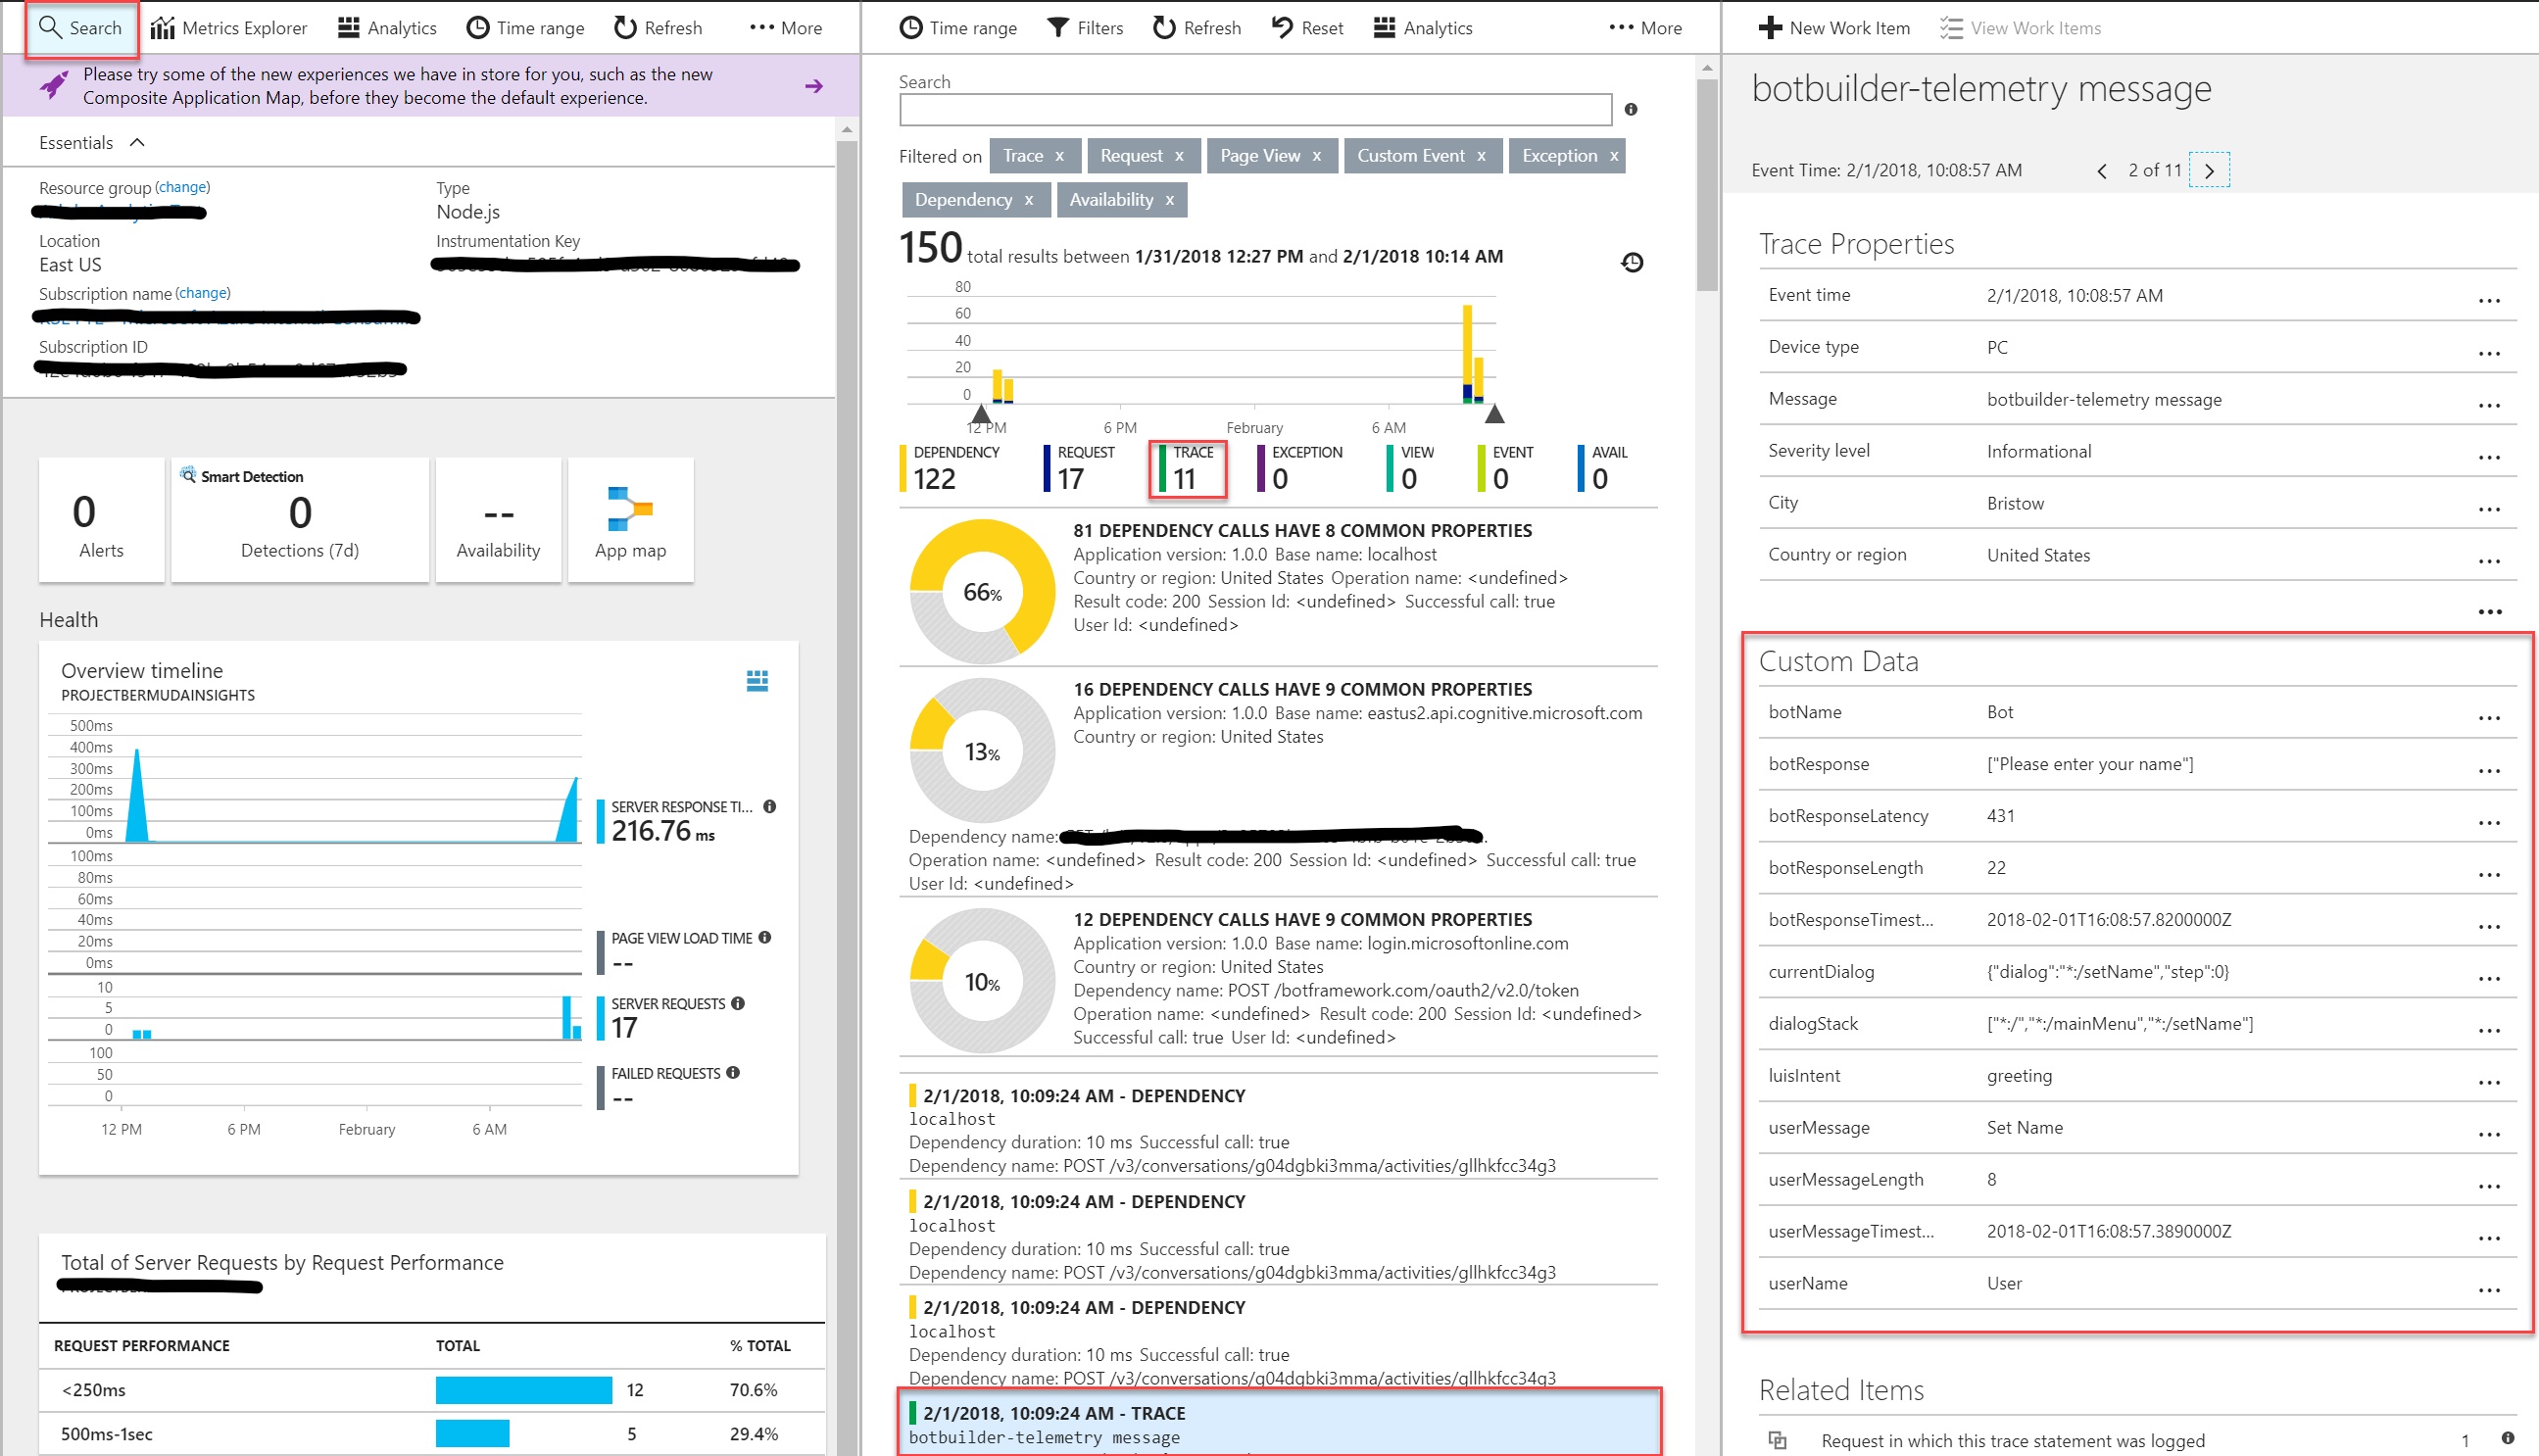 Search
Metrics Explorer
Analytics
Time range
Refresh
More
Please try some of the new experiences we have in store for you, such as the new
Composite Application Map, before they become the default experience.
Essentials
Resource group (change)
Type
Node.js
Location
East US
Instrumentation Key
Subscription name (change)
Subscription ID
0
Alerts
Smart Detection
0
Detections (7d)
--
Availability
App map
Health
Overview timeline
PROJECTBERMUDAINSIGHTS
500ms
400ms
300ms
200ms
100ms
0ms
SERVER RESPONSE TI...
216.76 ms
100ms
80ms
60ms
40ms
20ms
0ms
PAGE VIEW LOAD TIME
--
10
5
0
SERVER REQUESTS
17
100
50
0
FAILED REQUESTS
--
12 PM 6 PM February 6 AM
Total of Server Requests by Request Performance
REQUEST PERFORMANCE TOTAL % TOTAL
<250ms 12 70.6%
500ms-1sec 5 29.4%
Time range
Filters
Refresh
Reset
Analytics
More
Search
Filtered on Trace x Request x Page View x Custom Event x Exception x
Dependency x Availability x
150 total results between 1/31/2018 12:27 PM and 2/1/2018 10:14 AM
80
60
40
20
0
12 PM 6 PM February 6 AM
DEPENDENCY
122
REQUEST
17
TRACE
11
EXCEPTION
0
VIEW
0
EVENT
0
AVAIL
0
66%
81 DEPENDENCY CALLS HAVE 8 COMMON PROPERTIES
Application version: 1.0.0 Base name: localhost
Country or region: United States Operation name: <undefined>
Result code: 200 Session Id: <undefined> Successful call: true
User Id: <undefined>
13%
16 DEPENDENCY CALLS HAVE 9 COMMON PROPERTIES
Application version: 1.0.0 Base name: eastus2.api.cognitive.microsoft.com
Country or region: United States
Dependency name:
Operation name: <undefined> Result code: 200 Session Id: <undefined> Successful call: true
User Id: <undefined>
10%
12 DEPENDENCY CALLS HAVE 9 COMMON PROPERTIES
Application version: 1.0.0 Base name: login.microsoftonline.com
Country or region: United States
Dependency name: POST /botframework.com/oauth2/v2.0/token
Operation name: <undefined> Result code: 200 Session Id: <undefined>
Successful call: true User Id: <undefined>
2/1/2018, 10:09:24 AM - DEPENDENCY
localhost
Dependency duration: 10 ms Successful call: true
Dependency name: POST /v3/conversations/g04dgbki3mma/activities/gllhkfcc34g3
2/1/2018, 10:09:24 AM - DEPENDENCY
localhost
Dependency duration: 10 ms Successful call: true
Dependency name: POST /v3/conversations/g04dgbki3mma/activities/gllhkfcc34g3
2/1/2018, 10:09:24 AM - DEPENDENCY
localhost
Dependency duration: 10 ms Successful call: true
Dependency name: POST /v3/conversations/g04dgbki3mma/activities/gllhkfcc34g3
2/1/2018, 10:09:24 AM - TRACE
botbuilder-telemetry message
New Work Item
View Work Items
botbuilder-telemetry message
Event Time: 2/1/2018, 10:08:57 AM
2 of 11
Trace Properties
Event time 2/1/2018, 10:08:57 AM
Device type PC
Message botbuilder-telemetry message
Severity level Informational
City Bristow
Country or region United States
Custom Data
botName Bot
botResponse ["Please enter your name"]
botResponseLatency 431
botResponseLength 22
botResponseTimest... 2018-02-01T16:08:57.8200000Z
currentDialog {"dialog":"*:/setName","step":0}
dialogStack ["*:/","*:/mainMenu","*:/setName"]
luisIntent greeting
userMessage Set Name
userMessageLength 8
userMessageTimest... 2018-02-01T16:08:57.3890000Z
userName User
Related Items
Request in which this trace statement was logged 1